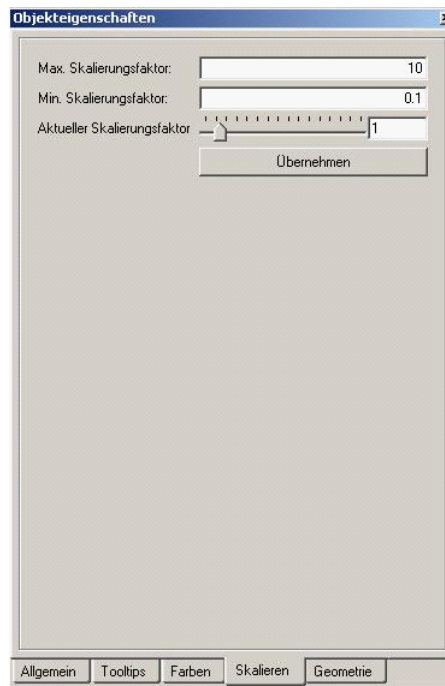 Objekteigenschaften
Max. Skalierungsfaktor: 10
Min. Skalierungsfaktor: 0.1
Aktueller Skalierungsfaktor 1
Übernehmen
Allgemein Tooltips Farben Skalieren Geometrie